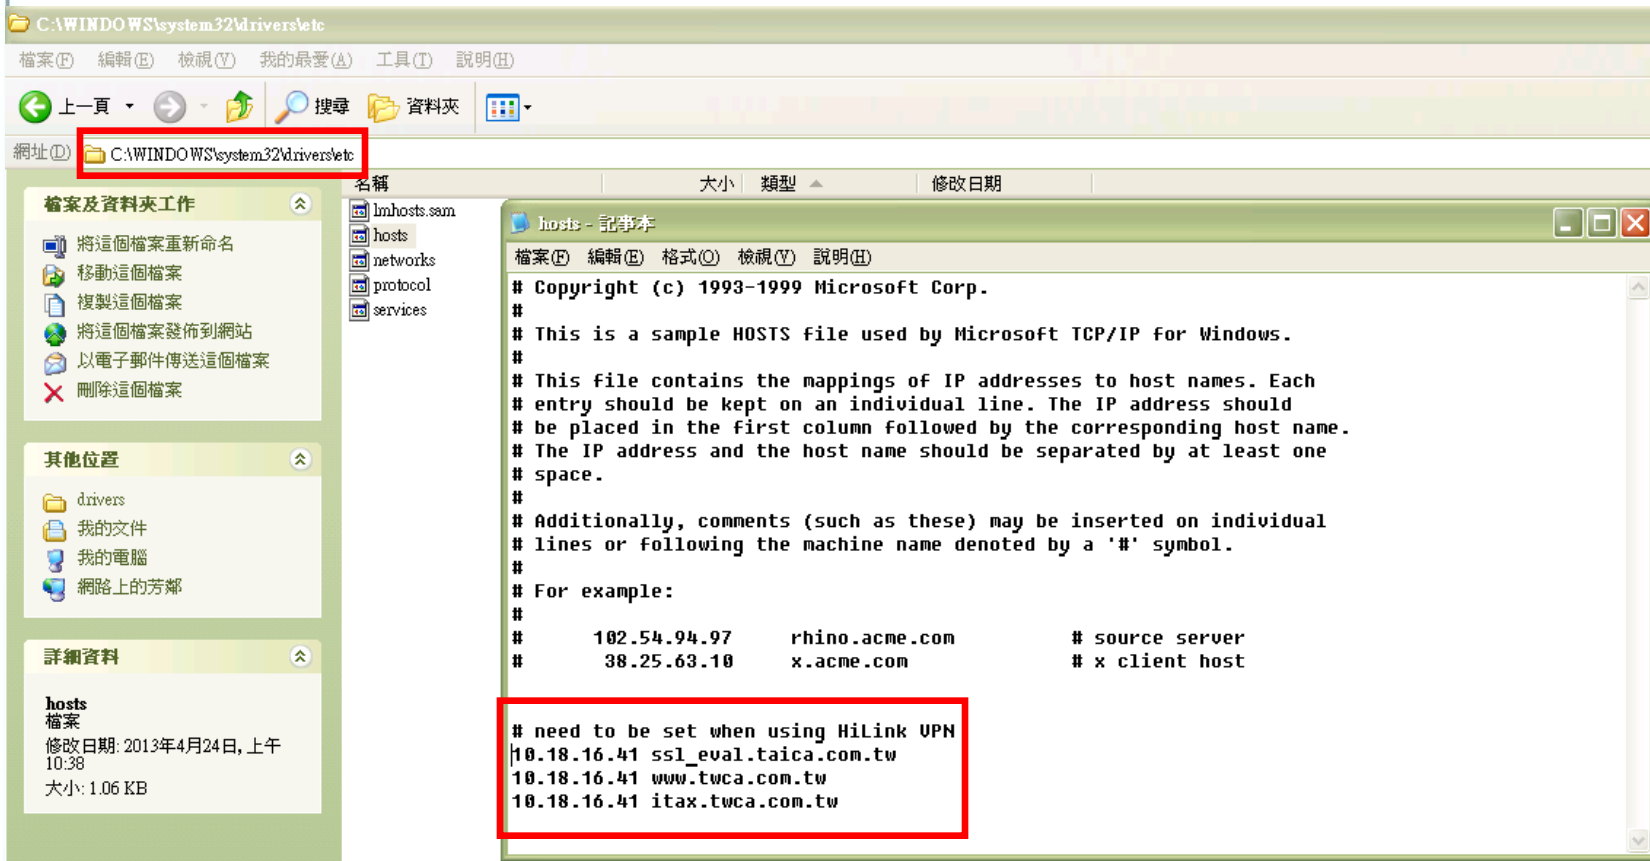 C:\WINDOWS\system32\drivers\etc
檔案(F) 編輯(E) 檢視(V) 我的最愛(A) 工具(T) 說明(H)
上一頁 搜尋 資料夾
網址(D) C:\WINDOWS\system32\drivers\etc
名稱 大小 類型 修改日期
檔案及資料夾工作
將這個檔案重新命名
移動這個檔案
複製這個檔案
將這個檔案發佈到網站
以電子郵件傳送這個檔案
刪除這個檔案
其他位置
drivers
我的文件
我的電腦
網路上的芳鄰
詳細資料
hosts
檔案
修改日期: 2013年4月24日, 上午
10:38
大小: 1.06 KB
lmhosts.sam
hosts
networks
protocol
services
hosts - 記事本
檔案(F) 編輯(E) 格式(O) 檢視(V) 說明(H)
# Copyright (c) 1993-1999 Microsoft Corp.
#
# This is a sample HOSTS file used by Microsoft TCP/IP for Windows.
#
# This file contains the mappings of IP addresses to host names. Each
# entry should be kept on an individual line. The IP address should
# be placed in the first column followed by the corresponding host name.
# The IP address and the host name should be separated by at least one
# space.
#
# Additionally, comments (such as these) may be inserted on individual
# lines or following the machine name denoted by a '#' symbol.
#
# For example:
#
# 102.54.94.97 rhino.acme.com # source server
# 38.25.63.10 x.acme.com # x client host
# need to be set when using HiLink VPN
10.18.16.41 ssl_eval.taica.com.tw
10.18.16.41 www.twca.com.tw
10.18.16.41 itax.twca.com.tw